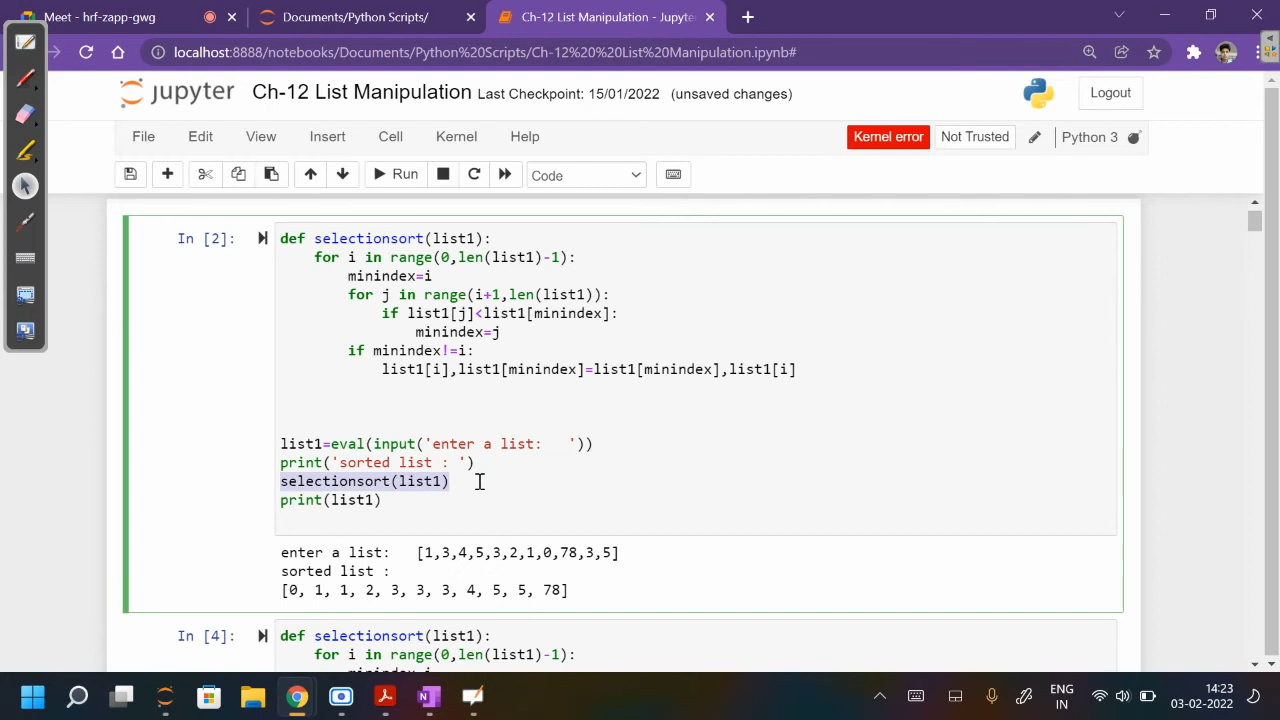 Meet - hrf-zapp-gwg
Documents/Python Scripts/
Ch-12 List Manipulation - Jupyte
localhost:8888/notebooks/Documents/Python%20Scripts/Ch-12%20%20List%20Manipulation.ipynb#
jupyter Ch-12 List Manipulation Last Checkpoint: 15/01/2022 (unsaved changes)
Logout
File Edit View Insert Cell Kernel Help
Kernel error Not Trusted Python 3
Run Code
In [2]:
def selectionsort(list1):
    for i in range(0,len(list1)-1):
        minindex=i
        for j in range(i+1,len(list1)):
            if list1[j]<list1[minindex]:
                minindex=j
        if minindex!=i:
            list1[i],list1[minindex]=list1[minindex],list1[i]
list1=eval(input('enter a list:   '))
print('sorted list : ')
selectionsort(list1)
print(list1)
enter a list:   [1,3,4,5,3,2,1,0,78,3,5]
sorted list :
[0, 1, 1, 2, 3, 3, 3, 4, 5, 5, 78]
In [4]:
def selectionsort(list1):
    for i in range(0,len(list1)-1):
        minindex=i
ENG
IN
14:23
03-02-2022